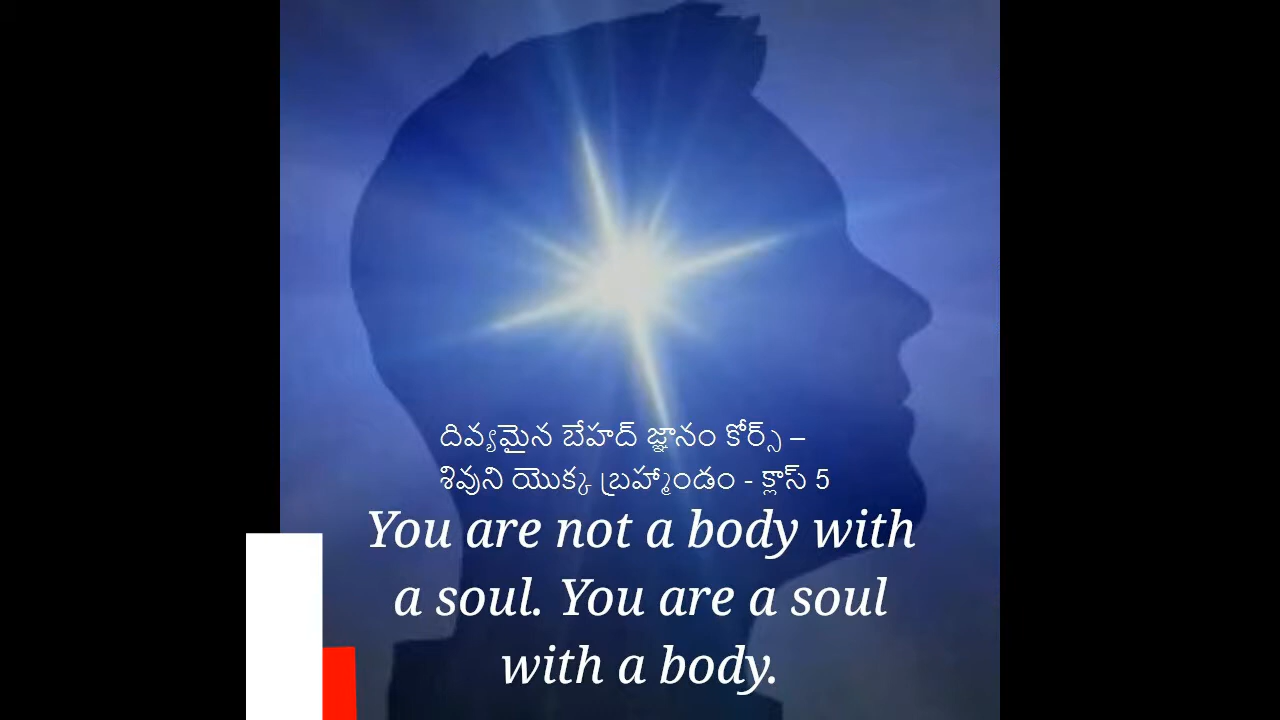 దివ్యమైన బేహద్ జ్ఞానం కోర్స్ –
శివుని యొక్క బ్రహ్మాండం - క్లాస్ 5
You are not a body with
a soul. You are a soul
with a body.